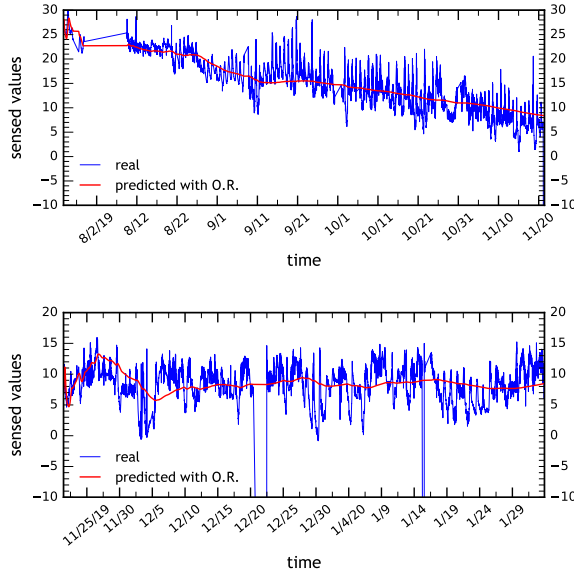 30 30
25 25
20 20
15 15
10 10
5 5
0 0
−5 −5
−10 −10
sensed values
real
predicted with O.R.
8/2/19 8/12 8/22 9/1 9/11 9/21 10/1 10/11 10/21 10/31 11/10 11/20
time
20 20
15 15
10 10
5 5
0 0
−5 −5
−10 −10
sensed values
real
predicted with O.R.
11/25/19 11/30 12/5 12/10 12/15 12/20 12/25 12/30 1/4/20 1/9 1/14 1/19 1/24 1/29
time